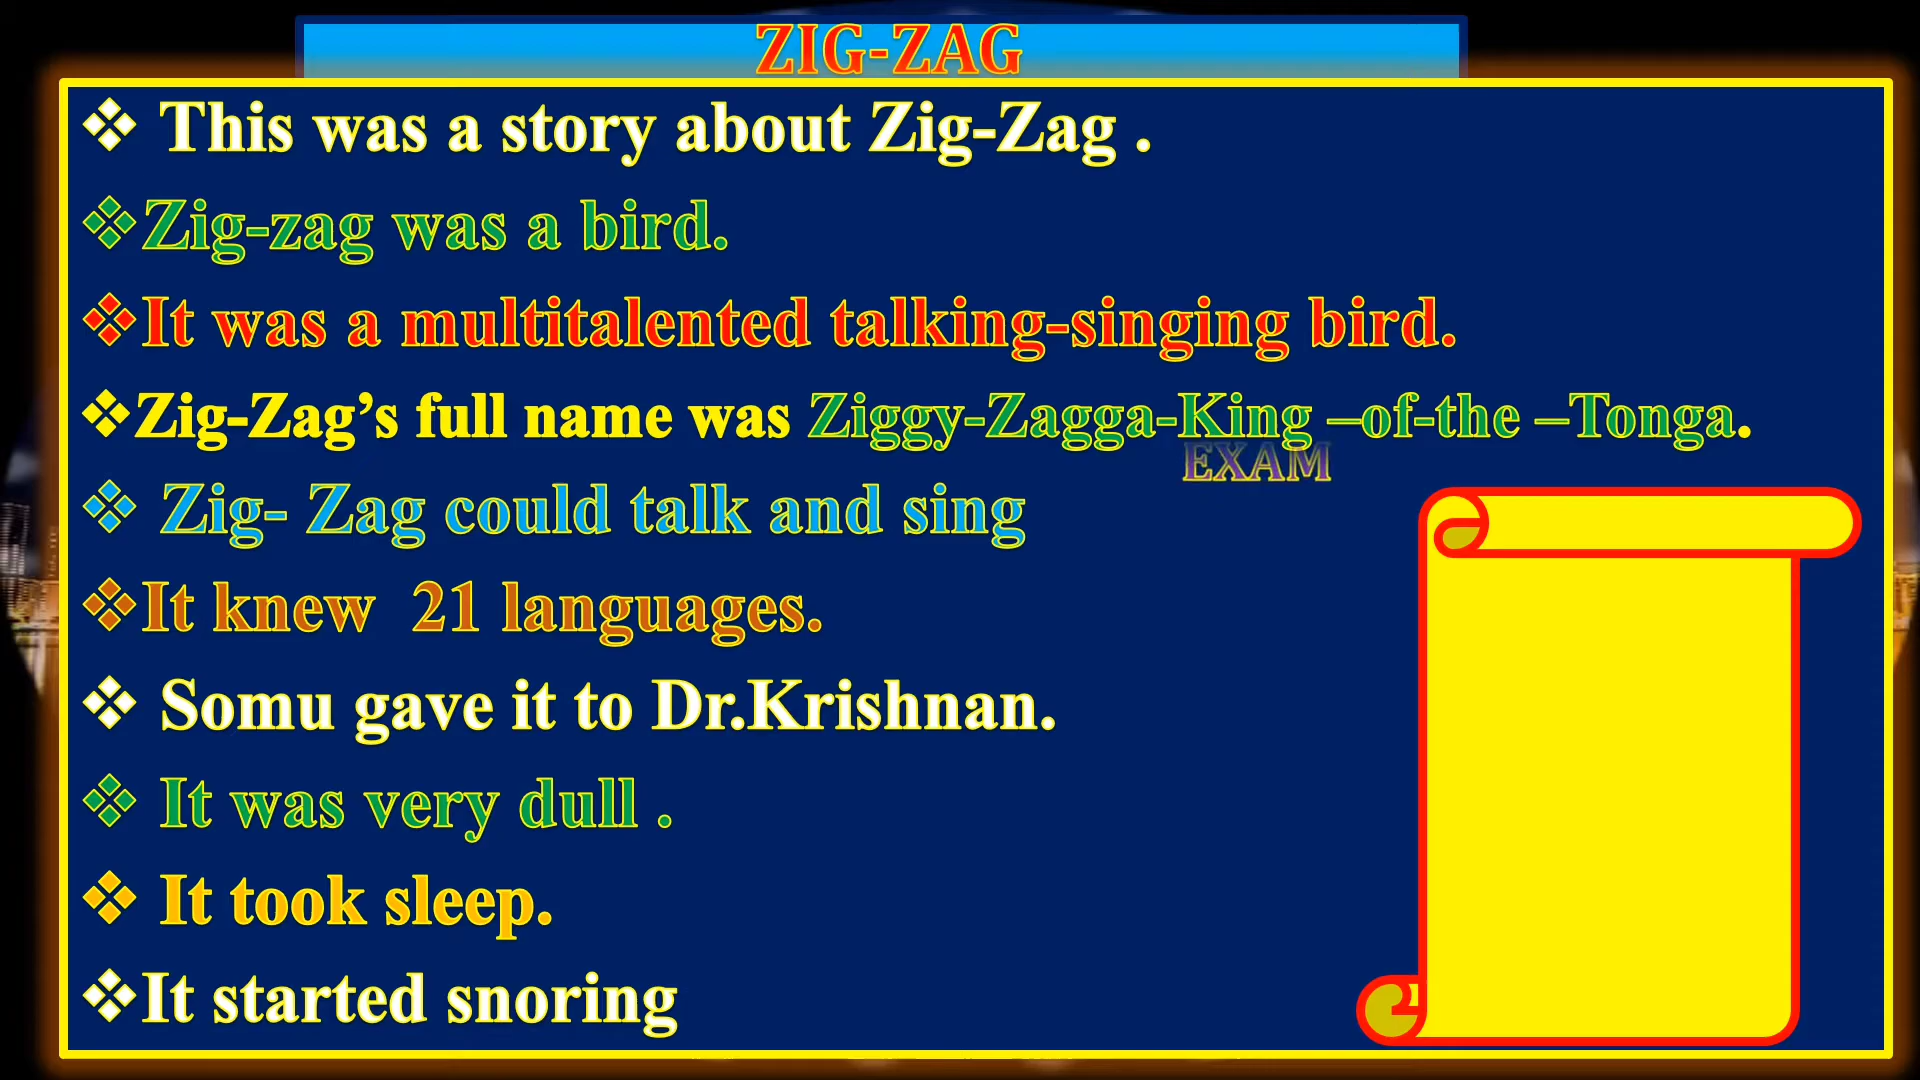 ZIG-ZAG
❖ This was a story about Zig-Zag .
❖Zig-zag was a bird.
❖It was a multitalented talking-singing bird.
❖Zig-Zag’s full name was Ziggy-Zagga-King –of-the –Tonga.
EXAM
❖ Zig- Zag could talk and sing
❖It knew  21 languages.
❖ Somu gave it to Dr.Krishnan.
❖ It was very dull .
❖ It took sleep.
❖It started snoring